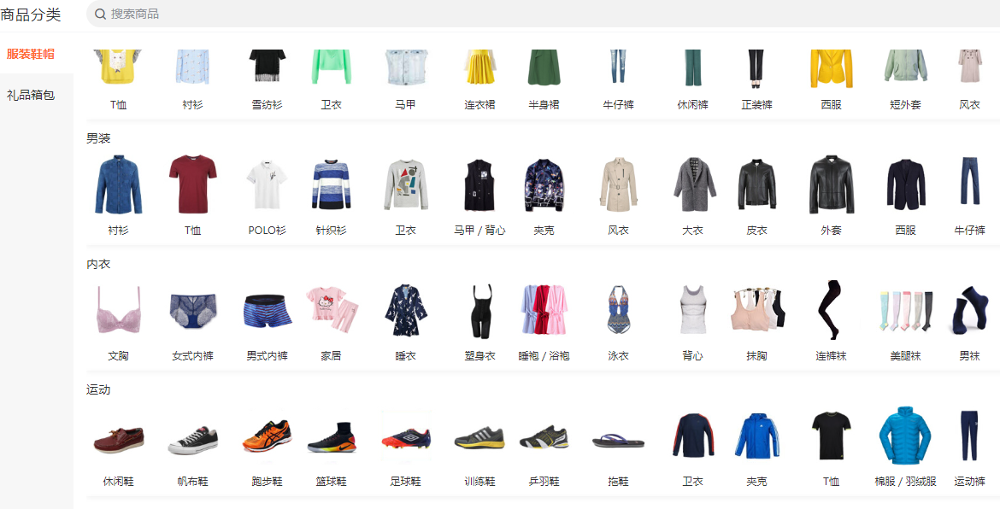 商品分类
搜索商品
服装鞋帽
礼品箱包
T恤 衬衫 雪纺衫 卫衣 马甲 连衣裙 半身裙 牛仔裤 休闲裤 正装裤 西服 短外套 风衣
男装
衬衫 T恤 POLO衫 针织衫 卫衣 马甲 / 背心 夹克 风衣 大衣 皮衣 外套 西服 牛仔裤
内衣
文胸 女式内裤 男式内裤 家居 睡衣 塑身衣 睡袍 / 浴袍 泳衣 背心 抹胸 连裤袜 美腿袜 男袜
运动
休闲鞋 帆布鞋 跑步鞋 篮球鞋 足球鞋 训练鞋 乒羽鞋 拖鞋 卫衣 夹克 T恤 棉服 / 羽绒服 运动裤